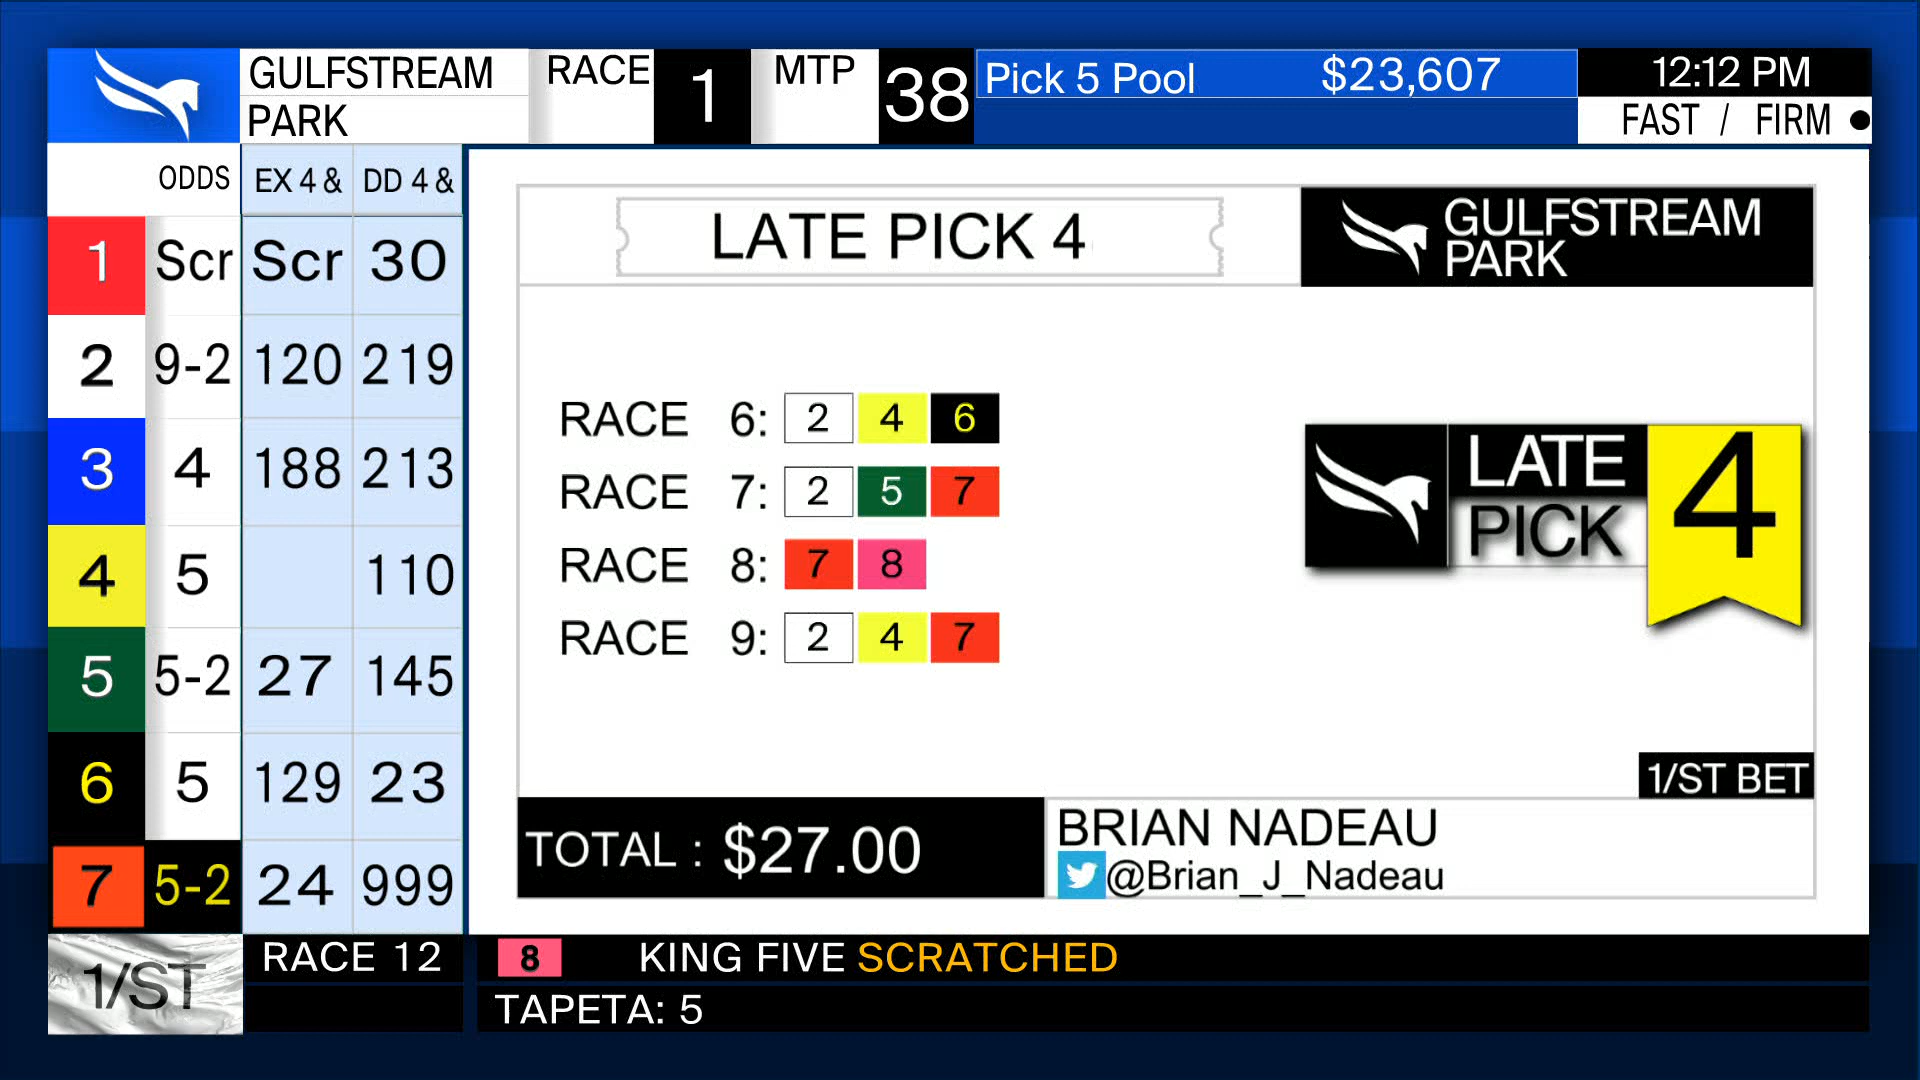 GULFSTREAM
PARK
RACE 1 MTP 38 Pick 5 Pool $23,607 12:12 PM
FAST / FIRM
ODDS EX 4 & DD 4 &
1 Scr Scr 30
2 9-2 120 219
3 4 188 213
4 5 110
5 5-2 27 145
6 5 129 23
7 5-2 24 999
LATE PICK 4
GULFSTREAM
PARK
RACE 6: 2 4 6
RACE 7: 2 5 7
RACE 8: 7 8
RACE 9: 2 4 7
LATE
PICK
4
1/ST BET
TOTAL : $27.00
BRIAN NADEAU
@Brian_J_Nadeau
1/ST
RACE 12 8 KING FIVE SCRATCHED
TAPETA: 5